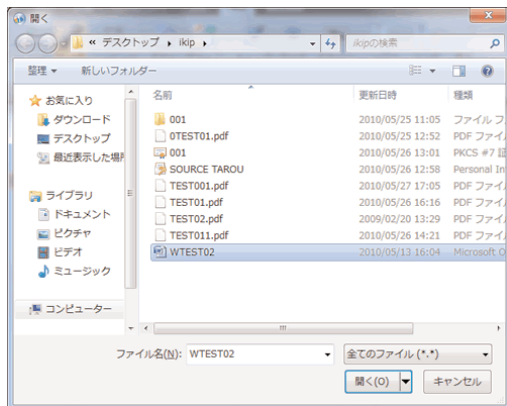 開く
« デスクトップ ikip
ikipの検索
整理 新しいフォルダー
お気に入り
ダウンロード
デスクトップ
最近表示した場所
ライブラリ
ドキュメント
ピクチャ
ビデオ
ミュージック
コンピューター
名前 更新日時 種類
001 2010/05/25 11:05 ファイル フ
0TEST01.pdf 2010/05/25 12:52 PDF ファイ
001 2010/05/26 13:01 PKCS #7 証
SOURCE TAROU 2010/05/26 12:58 Personal In
TEST001.pdf 2010/05/27 17:05 PDF ファイ
TEST01.pdf 2010/05/26 16:16 PDF ファイ
TEST02.pdf 2009/02/20 13:29 PDF ファイ
TEST011.pdf 2010/05/26 14:21 PDF ファイ
WTEST02 2010/05/13 16:04 Microsoft O
ファイル名(N): WTEST02 全てのファイル (*.*)
開く(O) キャンセル